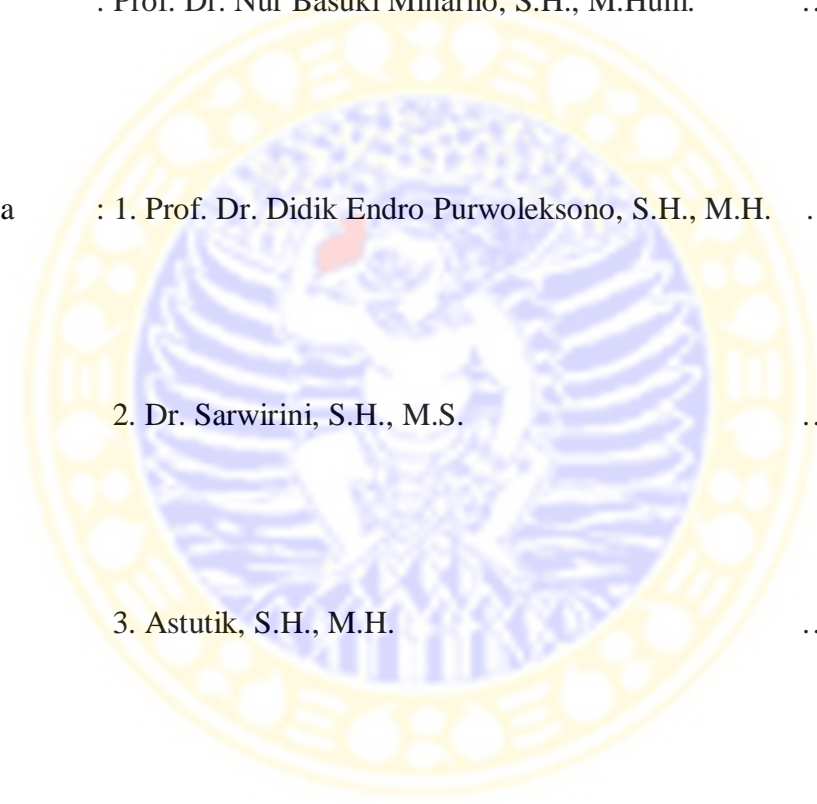 : Prof. Dr. Nur Basuki Minarno, S.H., M.Hum. ..
a : 1. Prof. Dr. Didik Endro Purwoleksono, S.H., M.H. .
2. Dr. Sarwirini, S.H., M.S. ..
3. Astutik, S.H., M.H. ..